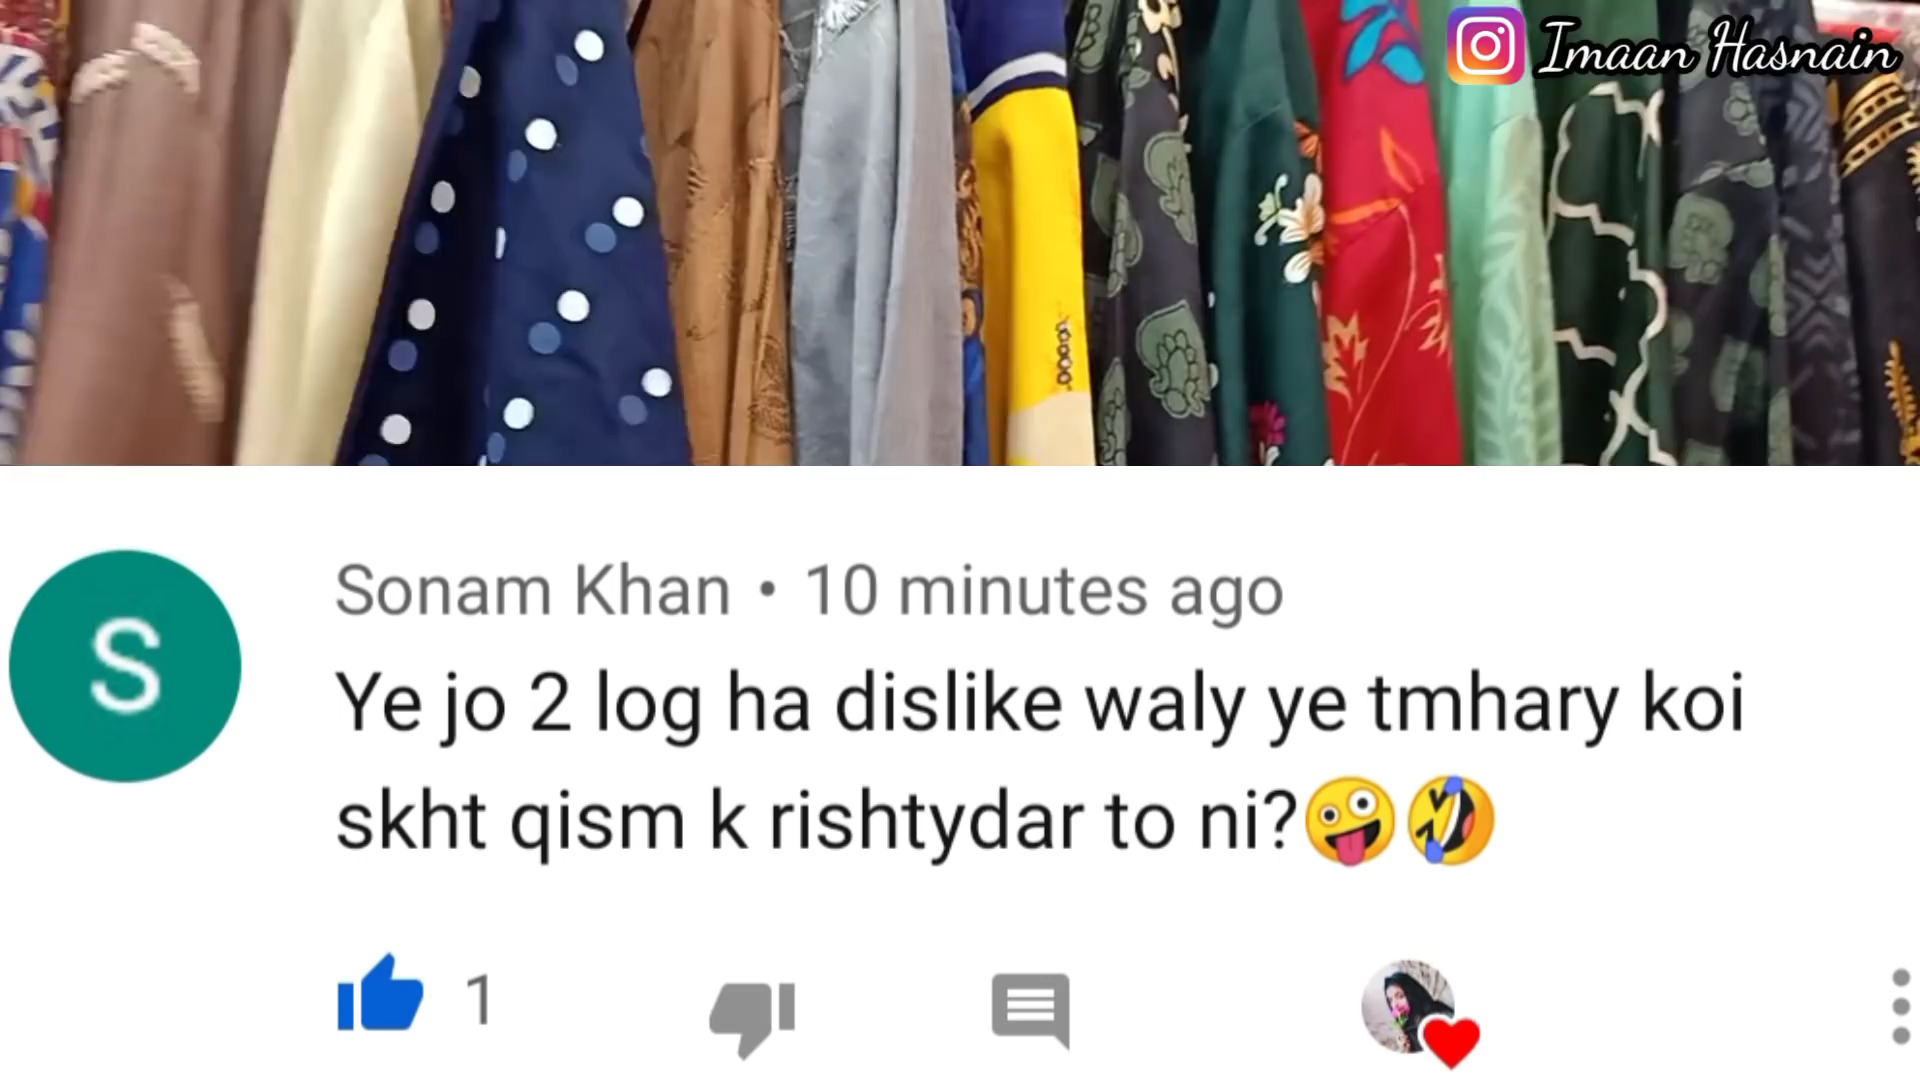 Imaan Hasnain
S
Sonam Khan • 10 minutes ago
Ye jo 2 log ha dislike waly ye tmhary koi
skht qism k rishtydar to ni?🤪🤣
1